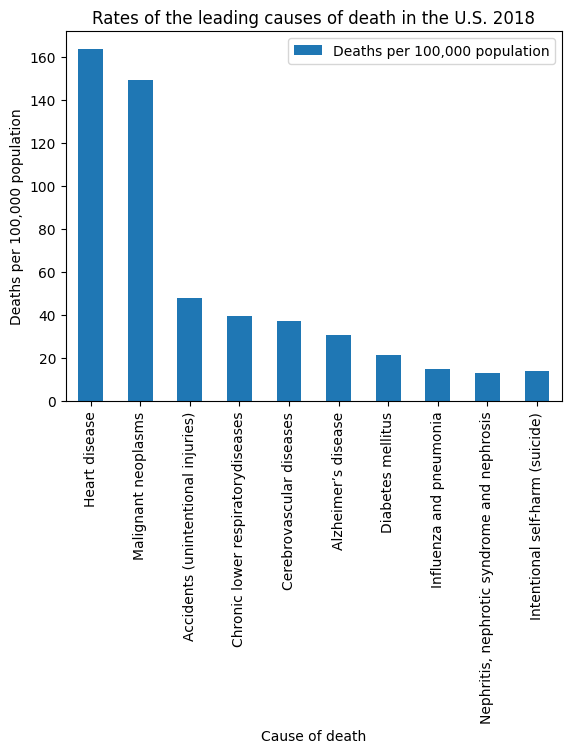 Rates of the leading causes of death in the U.S. 2018
Deaths per 100,000 population
Deaths per 100,000 population
160
140
120
100
80
60
40
20
0
Heart disease
Malignant neoplasms
Accidents (unintentional injuries)
Chronic lower respiratorydiseases
Cerebrovascular diseases
Alzheimer’s disease
Diabetes mellitus
Influenza and pneumonia
Nephritis, nephrotic syndrome and nephrosis
Intentional self-harm (suicide)
Cause of death